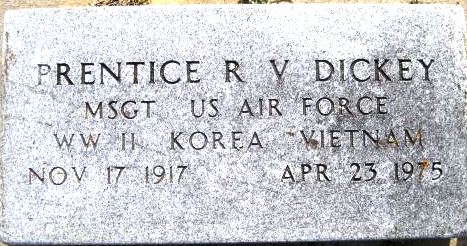 PRENTICE R V DICKEY
MSGT US AIR FORCE
WW II KOREA VIETNAM
NOV 17 1917 APR 23 1975